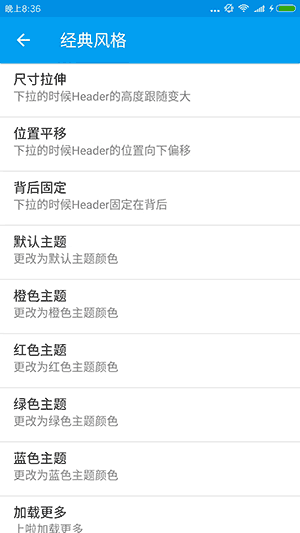 晚上8:36
经典风格
尺寸拉伸
下拉的时候Header的高度跟随变大
位置平移
下拉的时候Header的位置向下偏移
背后固定
下拉的时候Header固定在背后
默认主题
更改为默认主题颜色
橙色主题
更改为橙色主题颜色
红色主题
更改为红色主题颜色
绿色主题
更改为绿色主题颜色
蓝色主题
更改为蓝色主题颜色
加载更多
上啦加载更多